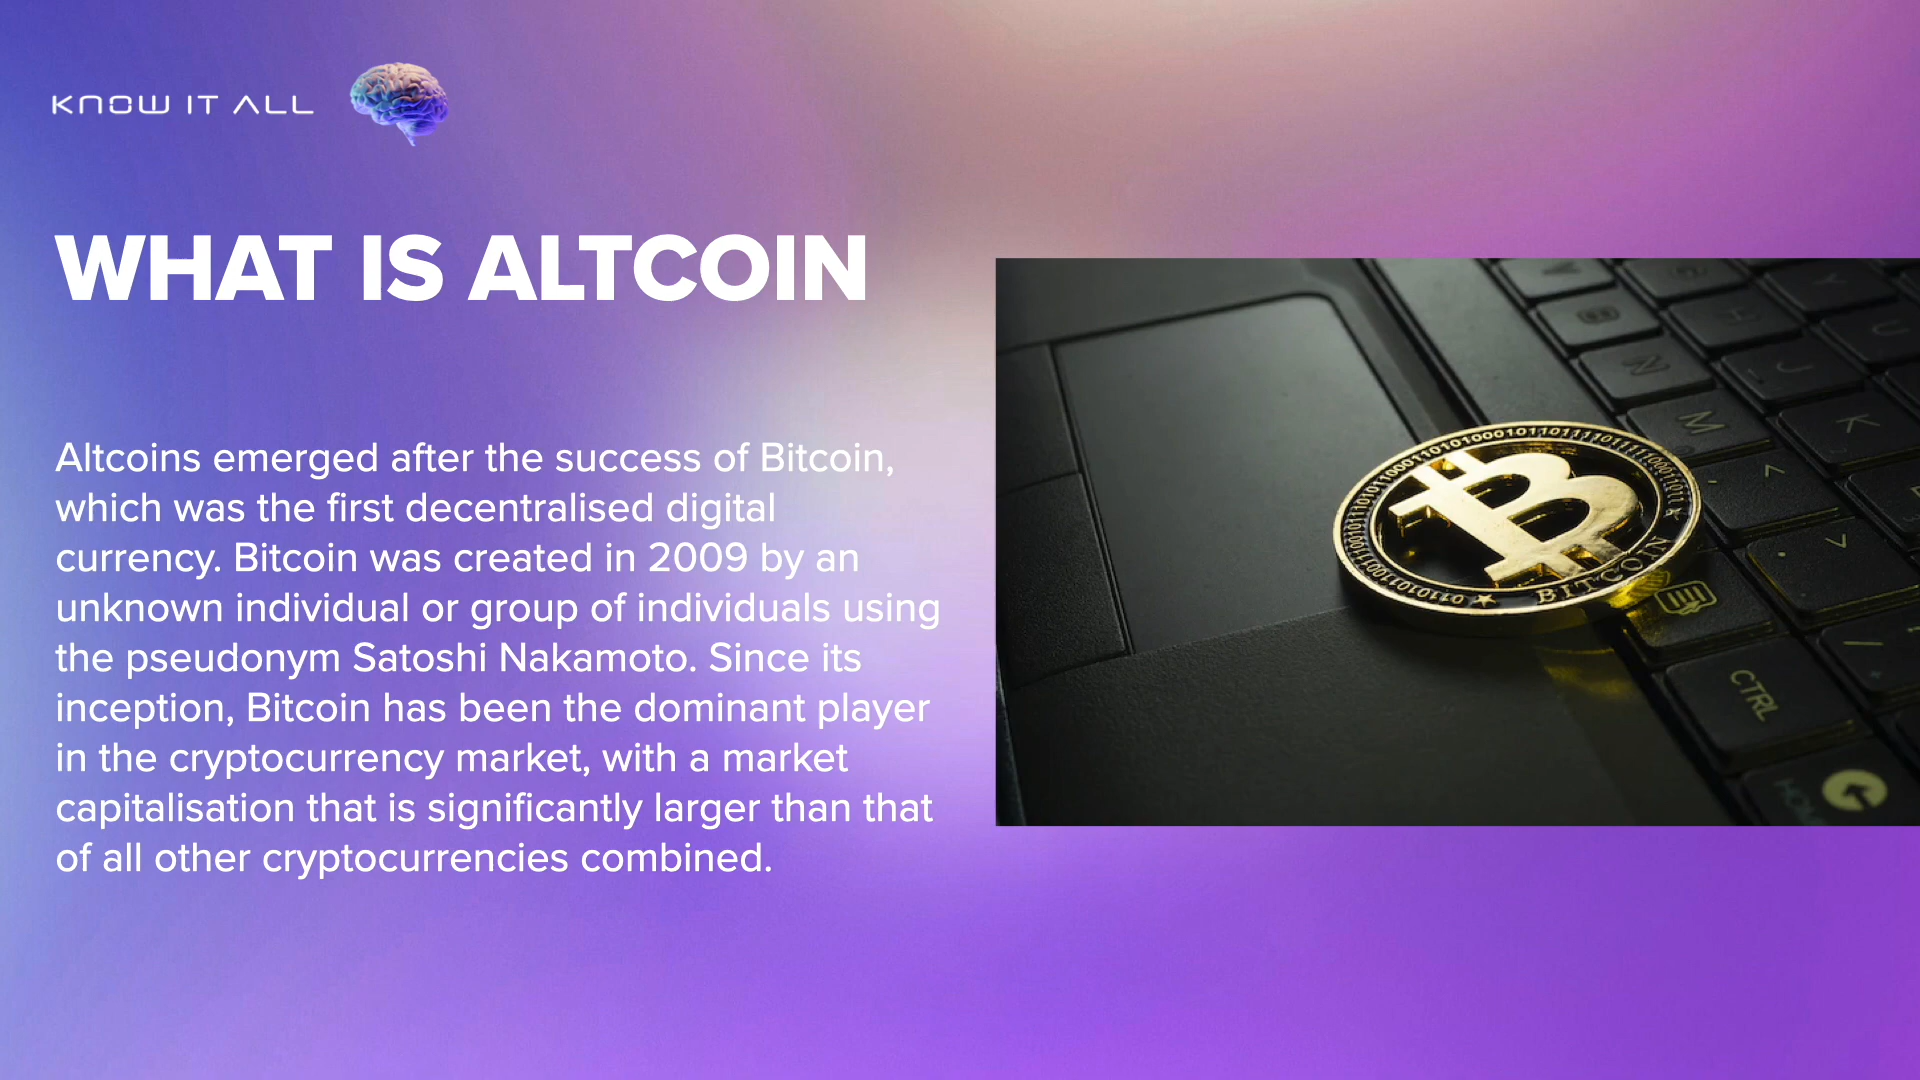 KNOW IT ALL
WHAT IS ALTCOIN
Altcoins emerged after the success of Bitcoin,
which was the first decentralised digital
currency. Bitcoin was created in 2009 by an
unknown individual or group of individuals using
the pseudonym Satoshi Nakamoto. Since its
inception, Bitcoin has been the dominant player
in the cryptocurrency market, with a market
capitalisation that is significantly larger than that
of all other cryptocurrencies combined.
BITCOIN
Y
U
B
H
N
J
M
K
CTRL